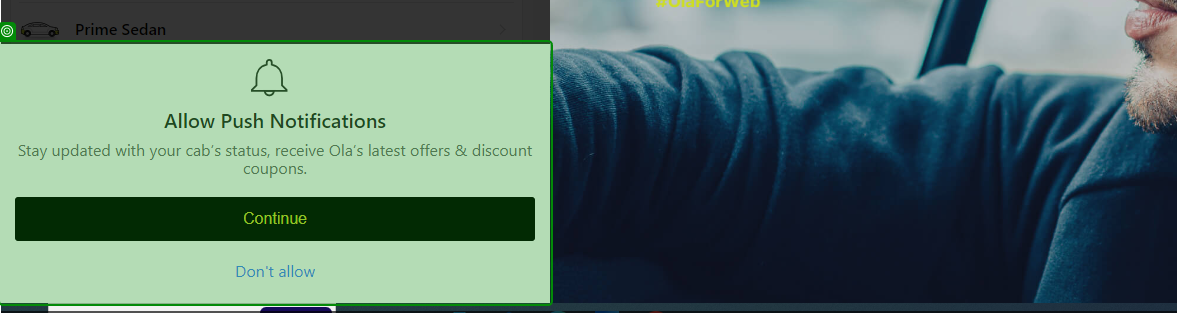 #OlaForWeb
Prime Sedan
Allow Push Notifications
Stay updated with your cab's status, receive Ola's latest offers & discount
coupons.
Continue
Don't allow